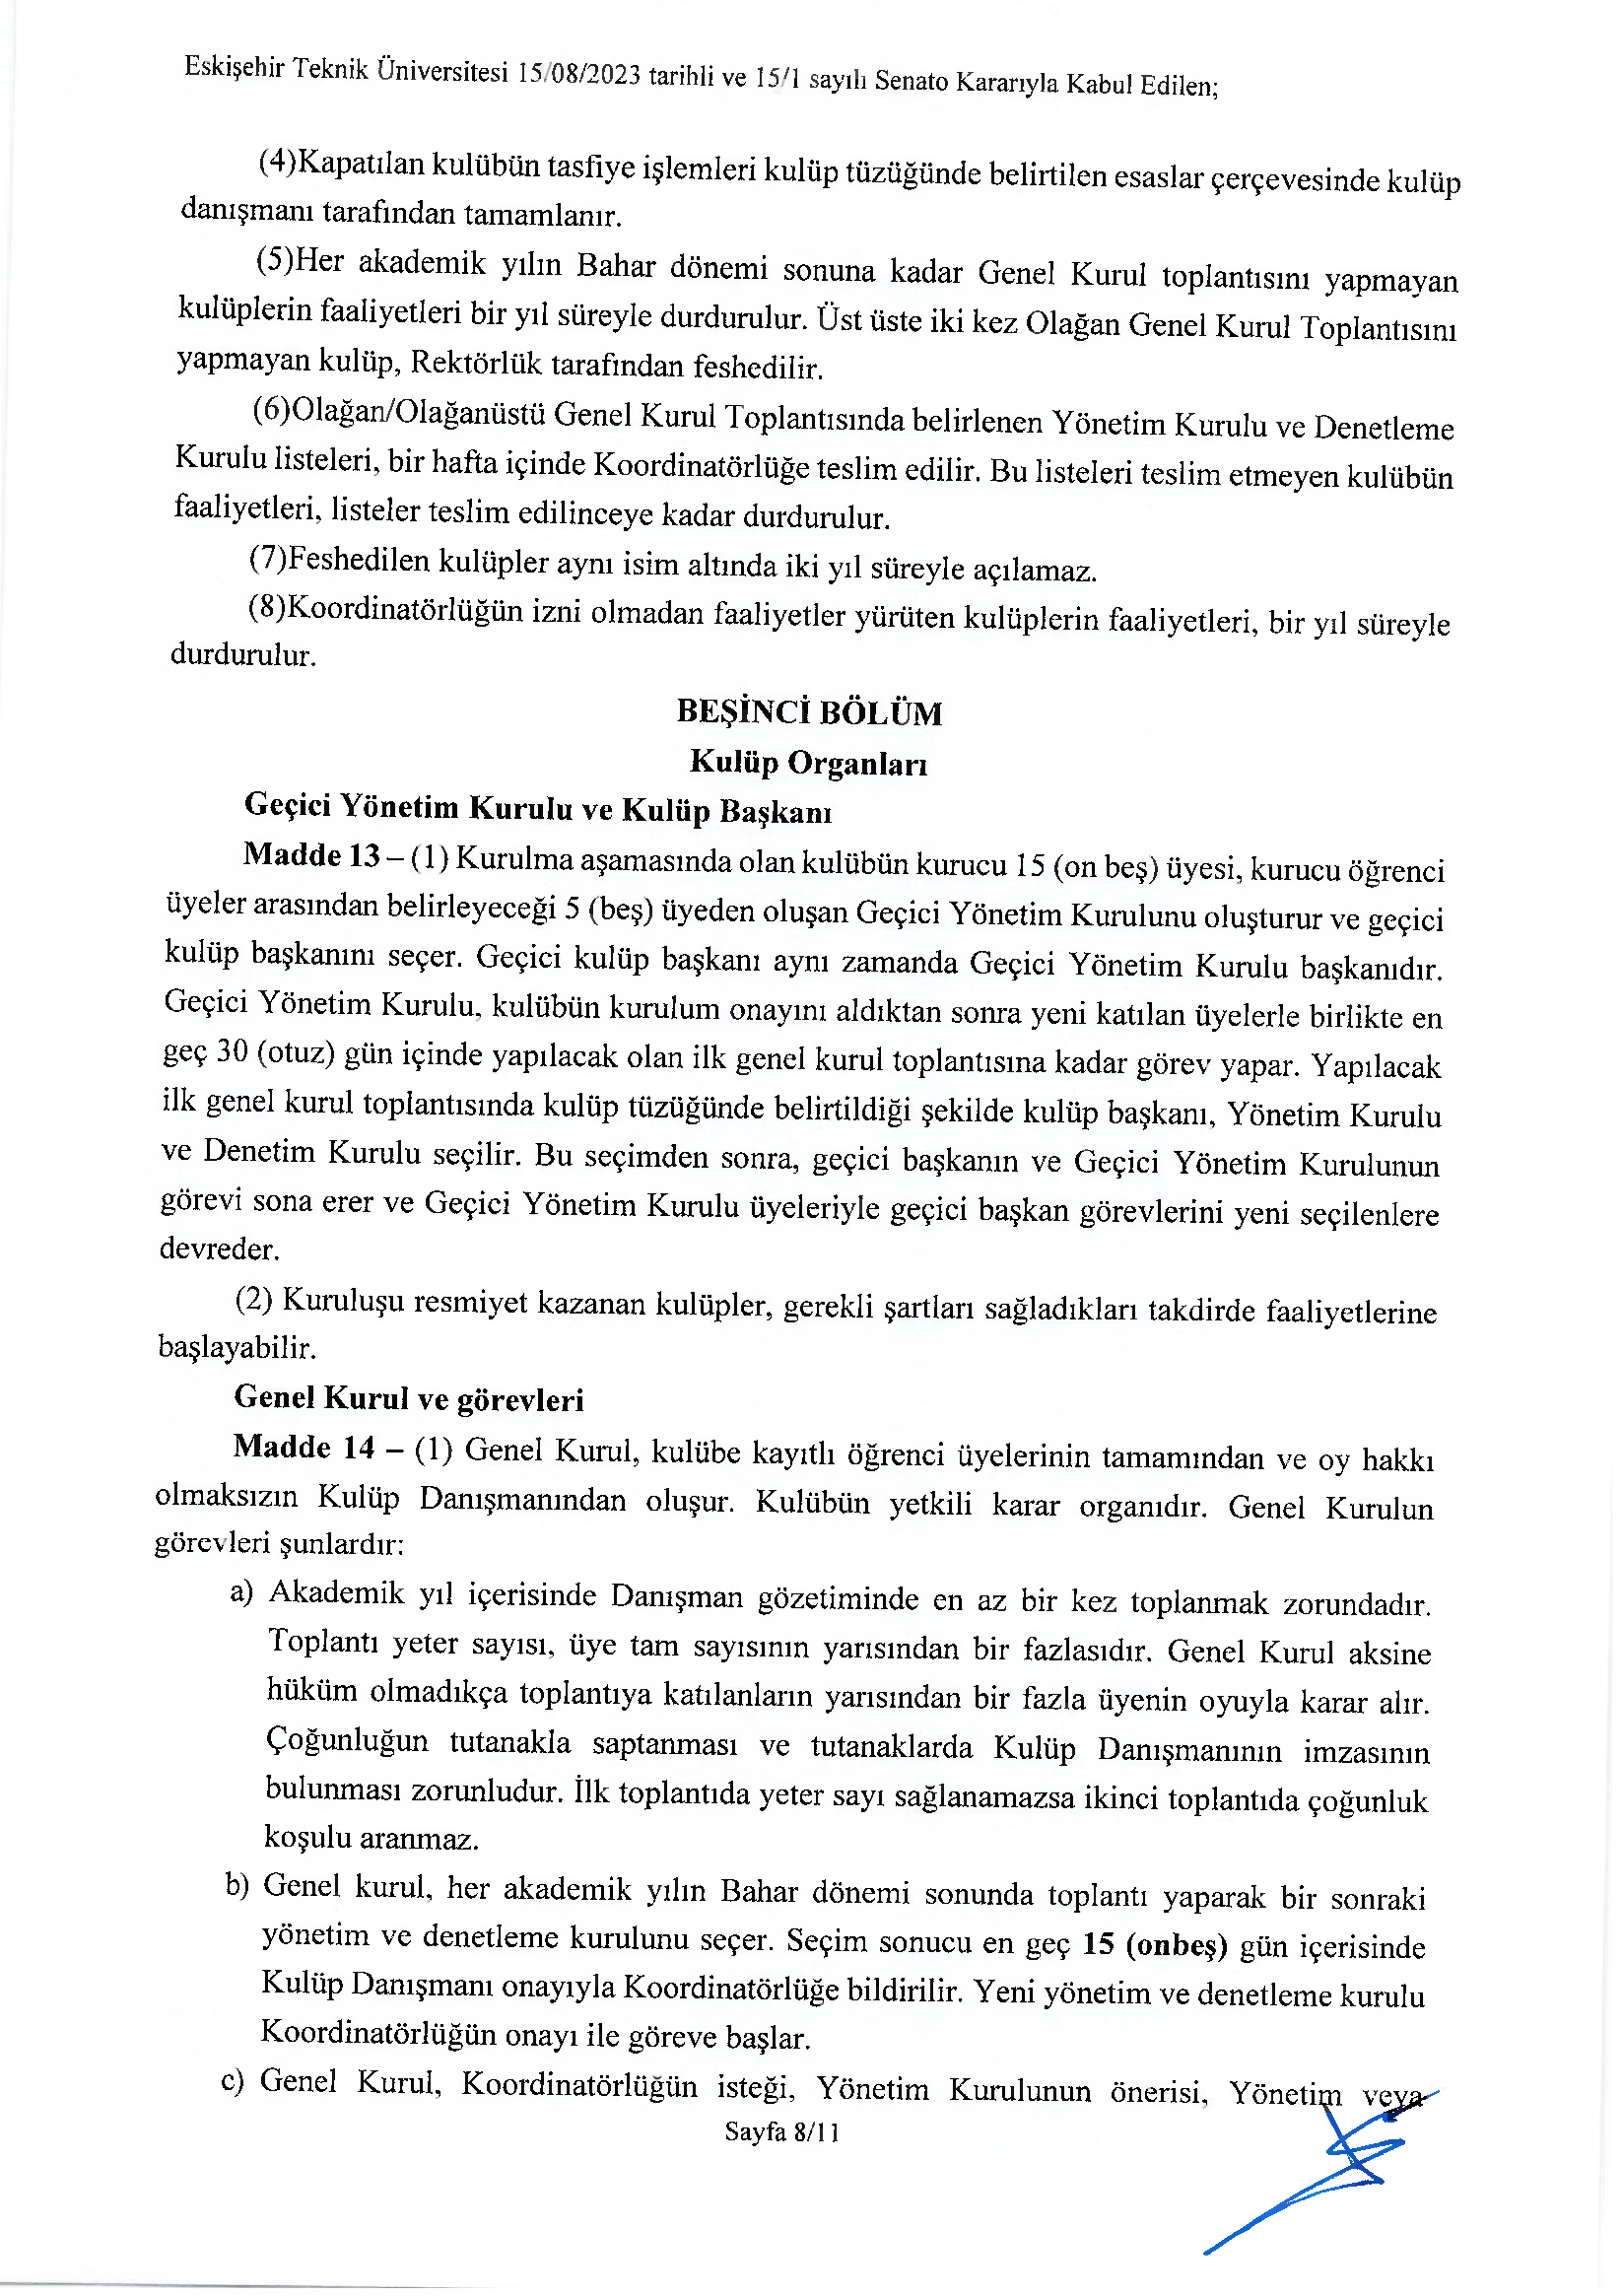 Eskişehir Teknik Üniversitesi 15/08/2023 tarihli ve 15/1 sayılı Senato Kararıyla Kabul Edilen;
(4)Kapatılan kulübün tasfiye işlemleri kulüp tüzüğünde belirtilen esaslar çerçevesinde kulüp
danışmanı tarafından tamamlanır.
(5)Her akademik yılın Bahar dönemi sonuna kadar Genel Kurul toplantısını yapmayan
kulüplerin faaliyetleri bir yıl süreyle durdurulur. Üst üste iki kez Olağan Genel Kurul Toplantısını
yapmayan kulüp, Rektörlük tarafından feshedilir.
(6)Olağan/Olağanüstü Genel Kurul Toplantısında belirlenen Yönetim Kurulu ve Denetleme
Kurulu listeleri, bir hafta içinde Koordinatörlüğe teslim edilir. Bu listeleri teslim etmeyen kulübün
faaliyetleri, listeler teslim edilinceye kadar durdurulur.
(7)Feshedilen kulüpler aynı isim altında iki yıl süreyle açılamaz.
(8)Koordinatörlüğün izni olmadan faaliyetler yürüten kulüplerin faaliyetleri, bir yıl süreyle
durdurulur.
BEŞİNCİ BÖLÜM
Kulüp Organları
Geçici Yönetim Kurulu ve Kulüp Başkanı
Madde 13 – (1) Kurulma aşamasında olan kulübün kurucu 15 (on beş) üyesi, kurucu öğrenci
üyeler arasından belirleyeceği 5 (beş) üyeden oluşan Geçici Yönetim Kurulunu oluşturur ve geçici
kulüp başkanını seçer. Geçici kulüp başkanı aynı zamanda Geçici Yönetim Kurulu başkanıdır.
Geçici Yönetim Kurulu, kulübün kurulum onayını aldıktan sonra yeni katılan üyelerle birlikte en
geç 30 (otuz) gün içinde yapılacak olan ilk genel kurul toplantısına kadar görev yapar. Yapılacak
ilk genel kurul toplantısında kulüp tüzüğünde belirtildiği şekilde kulüp başkanı, Yönetim Kurulu
ve Denetim Kurulu seçilir. Bu seçimden sonra, geçici başkanın ve Geçici Yönetim Kurulunun
görevi sona erer ve Geçici Yönetim Kurulu üyeleriyle geçici başkan görevlerini yeni seçilenlere
devreder.
(2) Kuruluşu resmiyet kazanan kulüpler, gerekli şartları sağladıkları takdirde faaliyetlerine
başlayabilir.
Genel Kurul ve görevleri
Madde 14 – (1) Genel Kurul, kulübe kayıtlı öğrenci üyelerinin tamamından ve oy hakkı
olmaksızın Kulüp Danışmanından oluşur. Kulübün yetkili karar organıdır. Genel Kurulun
görevleri şunlardır:
a) Akademik yıl içerisinde Danışman gözetiminde en az bir kez toplanmak zorundadır.
Toplantı yeter sayısı, üye tam sayısının yarısından bir fazlasıdır. Genel Kurul aksine
hüküm olmadıkça toplantıya katılanların yarısından bir fazla üyenin oyuyla karar alır.
Çoğunluğun tutanakla saptanması ve tutanaklarda Kulüp Danışmanının imzasının
bulunması zorunludur. İlk toplantıda yeter sayı sağlanamazsa ikinci toplantıda çoğunluk
koşulu aranmaz.
b) Genel kurul, her akademik yılın Bahar dönemi sonunda toplantı yaparak bir sonraki
yönetim ve denetleme kurulunu seçer. Seçim sonucu en geç 15 (onbeş) gün içerisinde
Kulüp Danışmanı onayıyla Koordinatörlüğe bildirilir. Yeni yönetim ve denetleme kurulu
Koordinatörlüğün onayı ile göreve başlar.
c) Genel Kurul, Koordinatörlüğün isteği, Yönetim Kurulunun önerisi, Yönetim veya
Sayfa 8/11